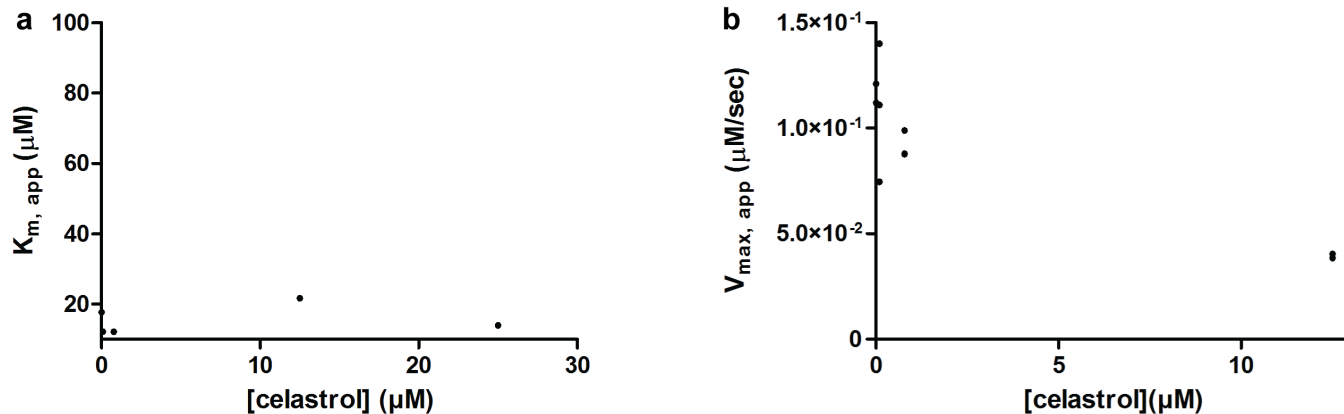 a
100
80
60
40
20
0
10
20
30
Km, app (μM)
[celastrol] (μM)
b
1.5×10-1
1.0×10-1
5.0×10-2
0
0
5
10
Vmax, app (μM/sec)
[celastrol](μM)